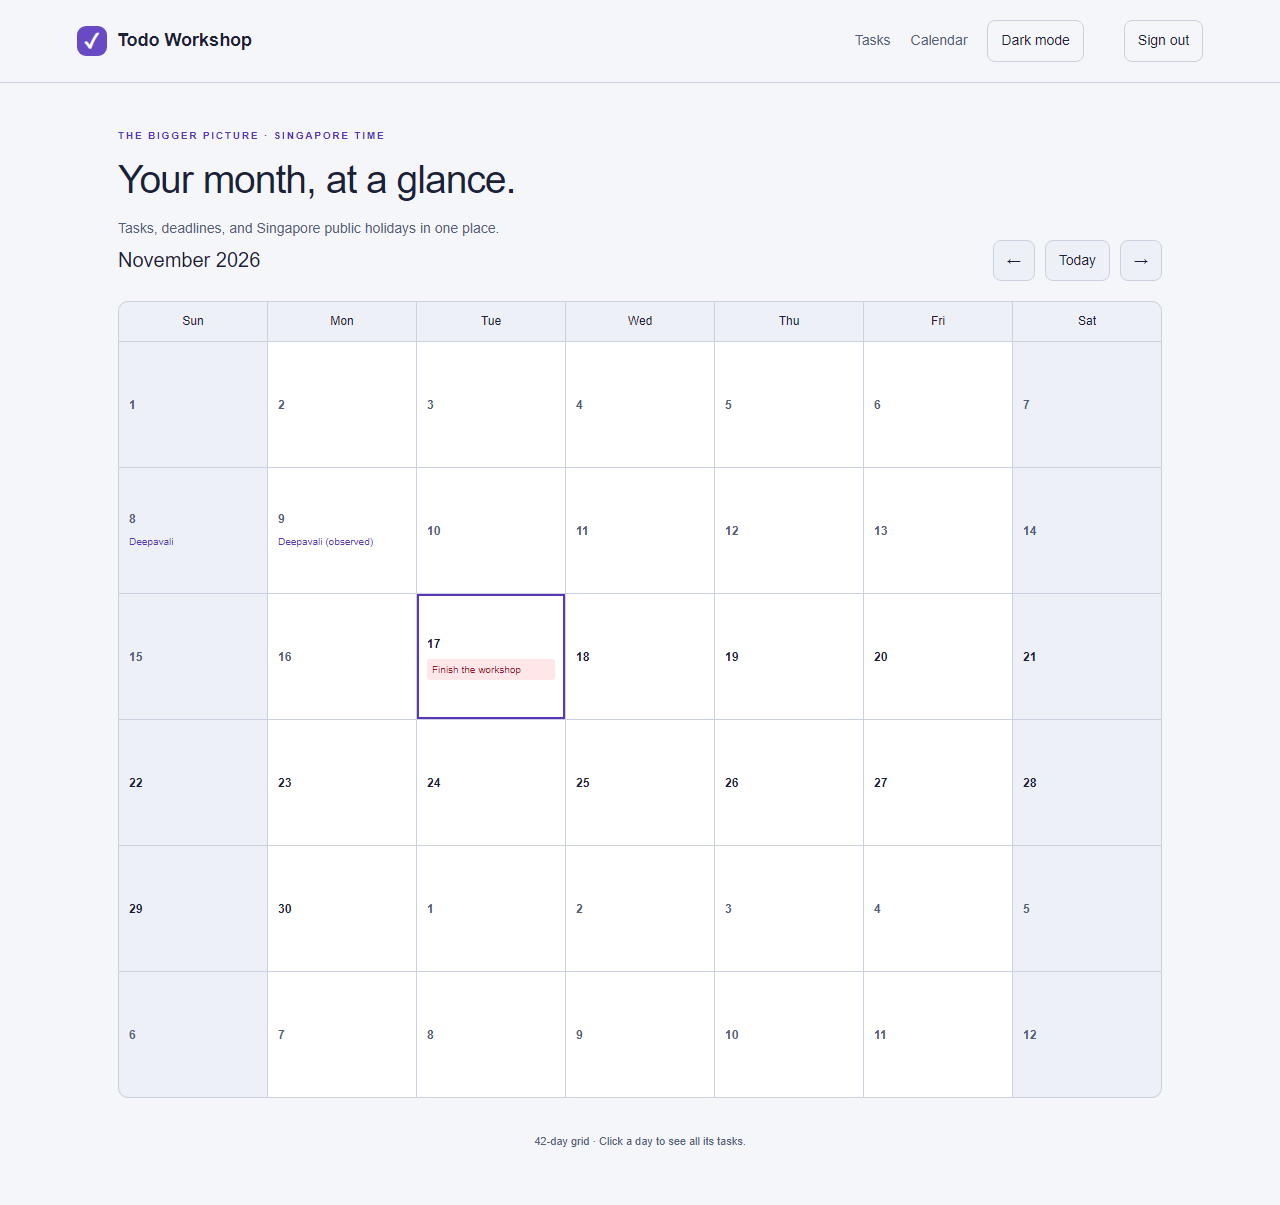 Todo Workshop
Tasks Calendar Dark mode Sign out
THE BIGGER PICTURE · SINGAPORE TIME
Your month, at a glance.
Tasks, deadlines, and Singapore public holidays in one place.
November 2026
← Today →
Sun Mon Tue Wed Thu Fri Sat
1 2 3 4 5 6 7
8 9 10 11 12 13 14
Deepavali Deepavali (observed)
15 16 17 18 19 20 21
Finish the workshop
22 23 24 25 26 27 28
29 30 1 2 3 4 5
6 7 8 9 10 11 12
42-day grid · Click a day to see all its tasks.